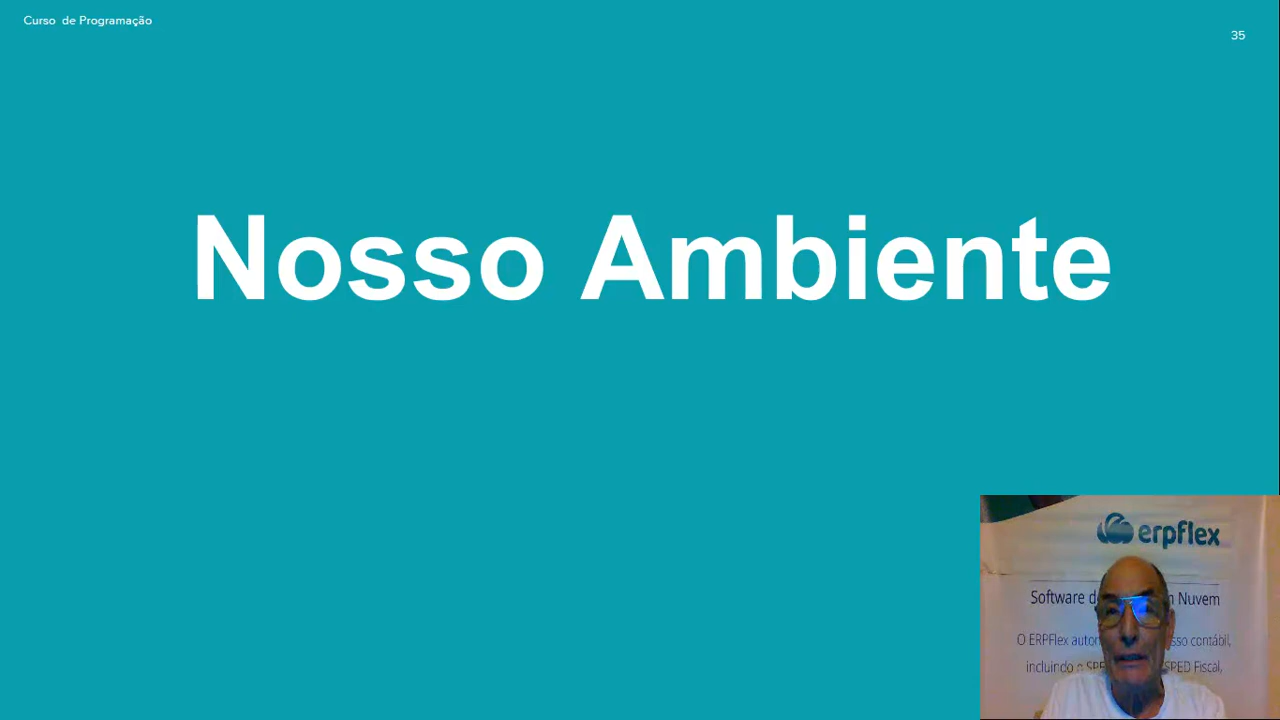 Curso de Programação
35
Nosso Ambiente
erpflex
Software d Nuvem
O ERPFlex contábil,
incluindo o SPED Fiscal,